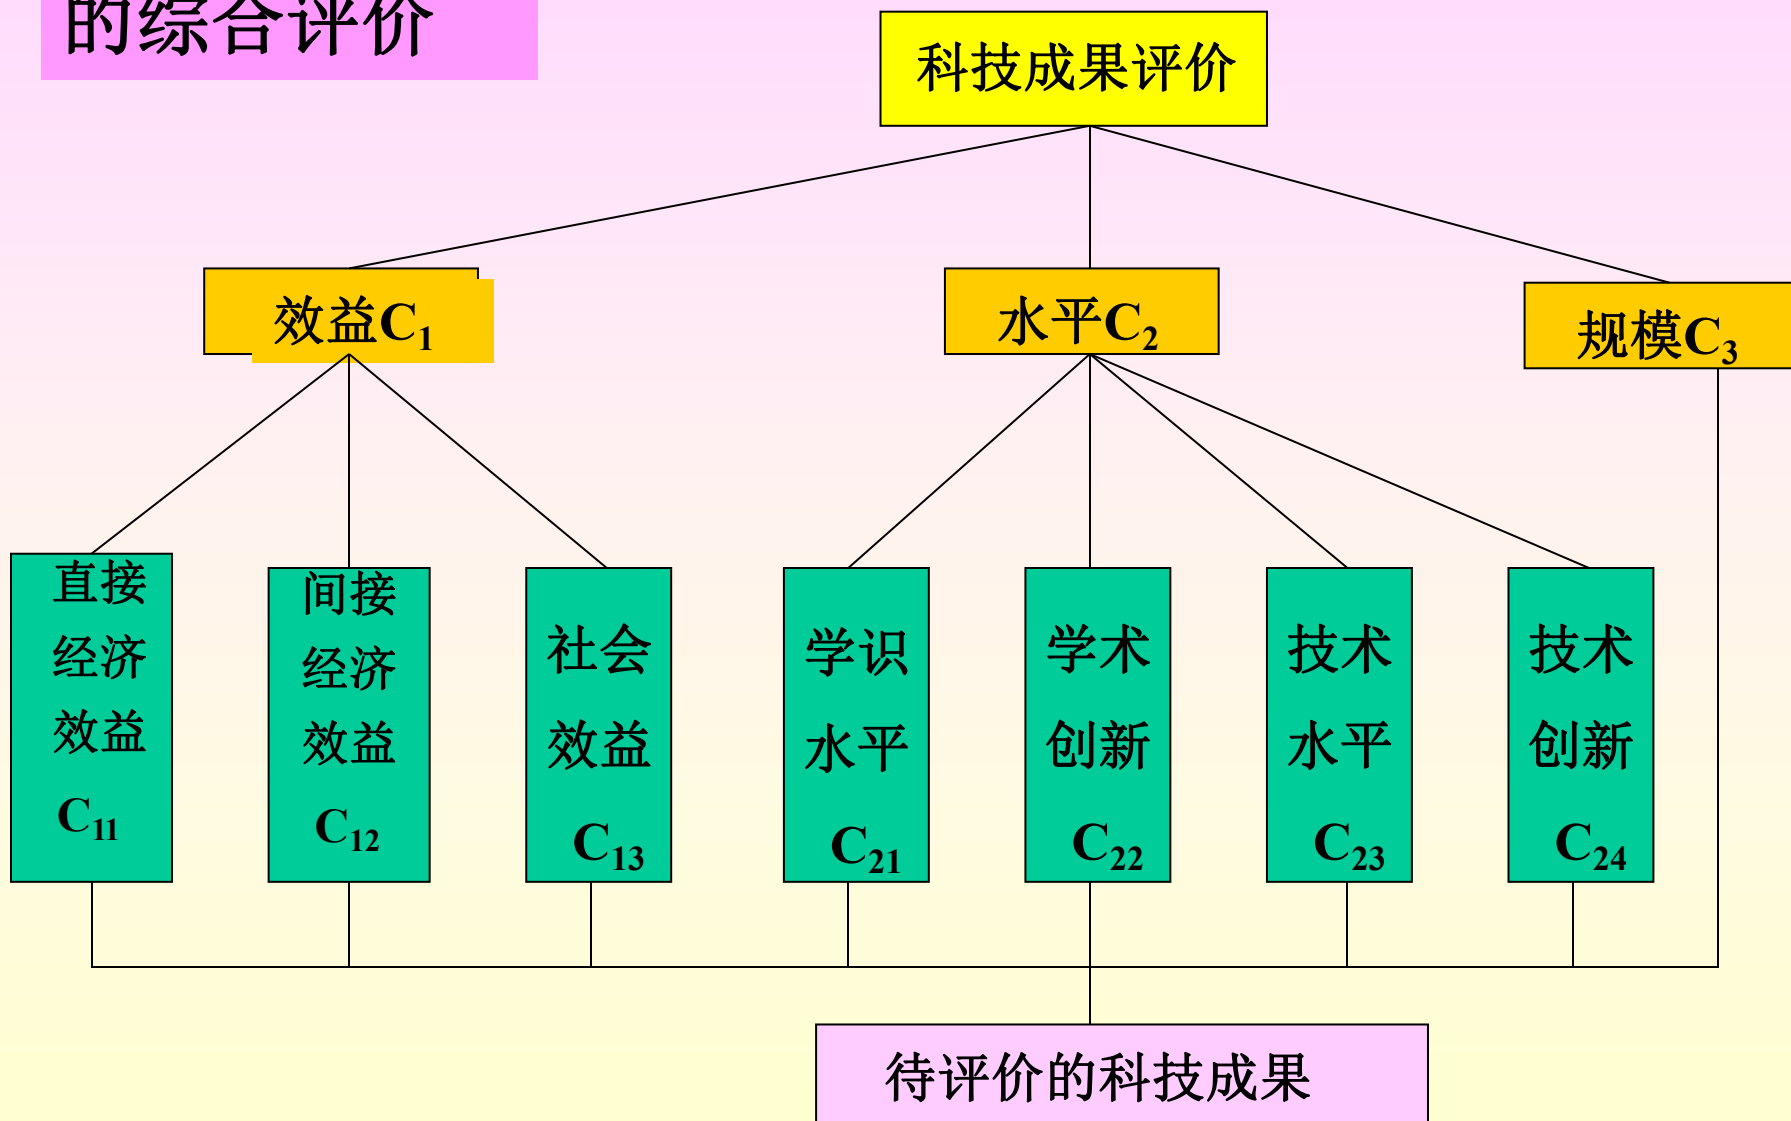 的综合评价
科技成果评价
效益C₁
水平C₂
规模C₃
直接
经济
效益
C₁₁
间接
经济
效益
C₁₂
社会
效益
C₁₃
学识
水平
C₂₁
学术
创新
C₂₂
技术
水平
C₂₃
技术
创新
C₂₄
待评价的科技成果